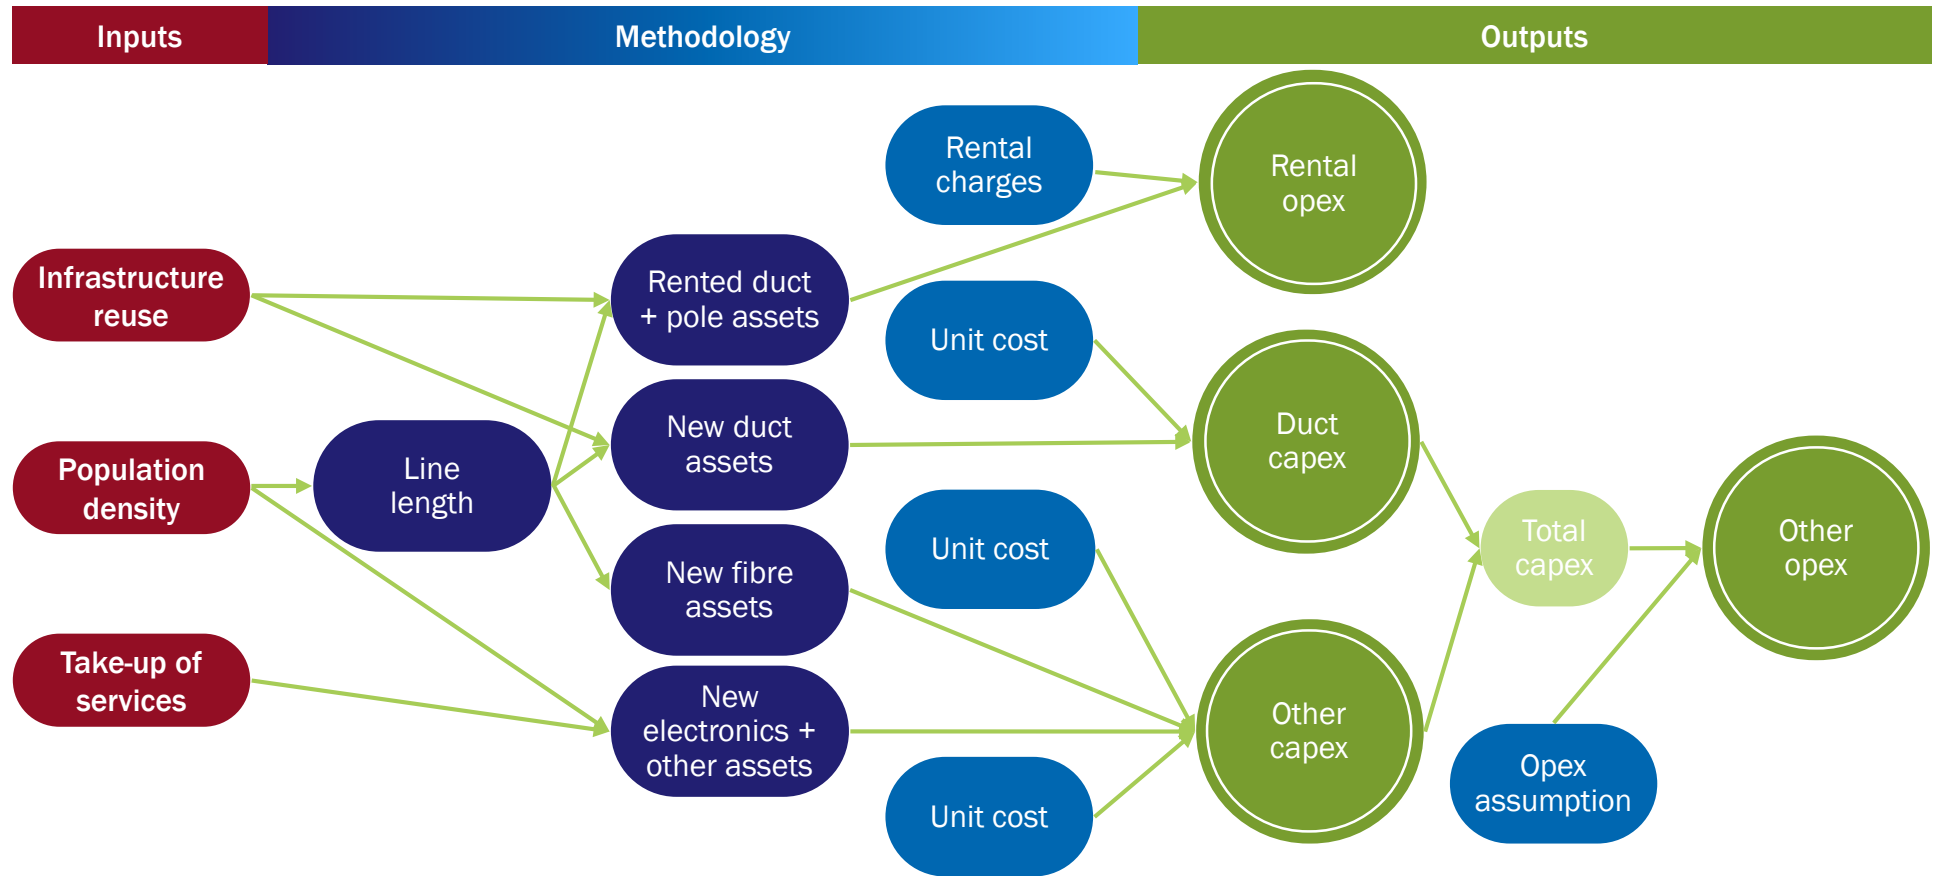 Inputs
Methodology
Outputs
Rental
charges
Rental
opex
Infrastructure
reuse
Rented duct
+ pole assets
Unit cost
Duct
capex
New duct
assets
Population
density
Line
length
Unit cost
Total
capex
Other
opex
New fibre
assets
Take-up of
services
New
electronics +
other assets
Other
capex
Unit cost
Opex
assumption